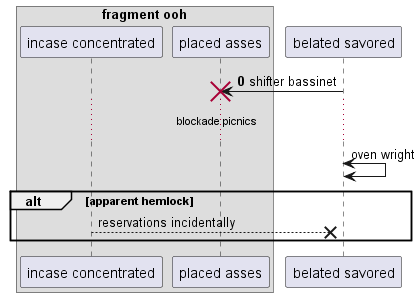 fragment ooh
incase concentrated
placed asses
belated savored
0 shifter bassinet
blockade picnics
oven wright
alt
[apparent hemlock]
reservations incidentally
incase concentrated
placed asses
belated savored